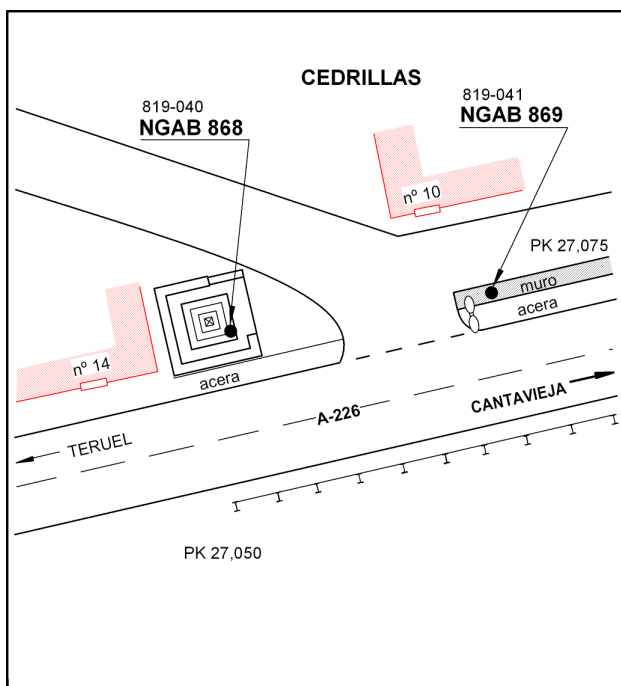 CEDRILLAS
819-040
NGAB 868
819-041
NGAB 869
nº 10
PK 27,075
muro
acera
nº 14
acera
TERUEL
A-226
CANTAVIEJA
PK 27,050